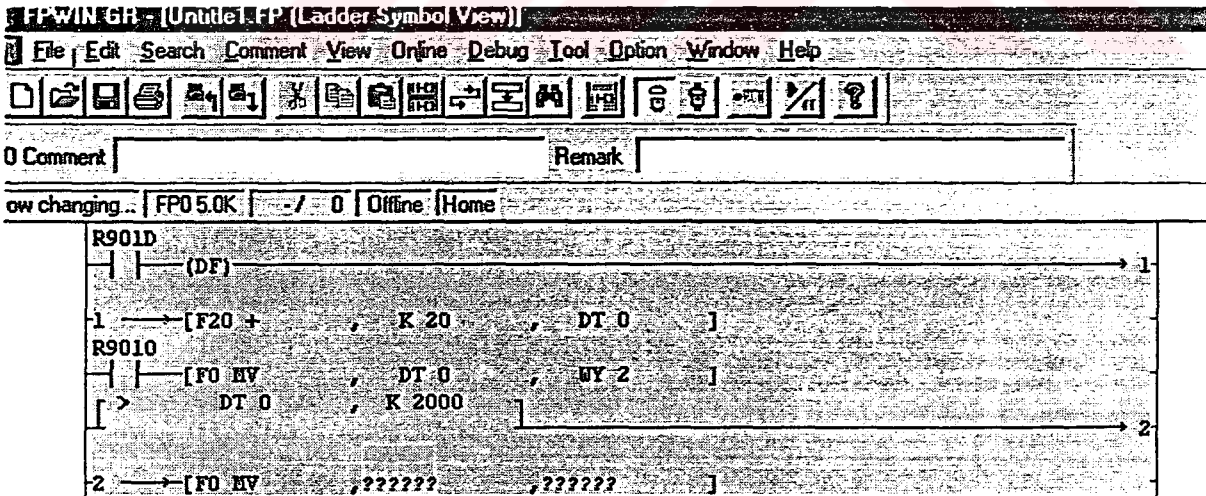 FPWIN GR - [Untitle1.FP (Ladder Symbol View)]
File Edit Search Comment View Online Debug Tool Option Window Help
0 Comment Remark
ow changing... FP0 5.0K - / 0 Offline Home
R901D
(DF) 1
1 [F20 + , K 20 , DT 0 ]
R9010
[F0 MV , DT 0 , WY 2 ]
[ > DT 0 , K 2000 ]
2
2 [F0 MV ,?????? ,?????? ]